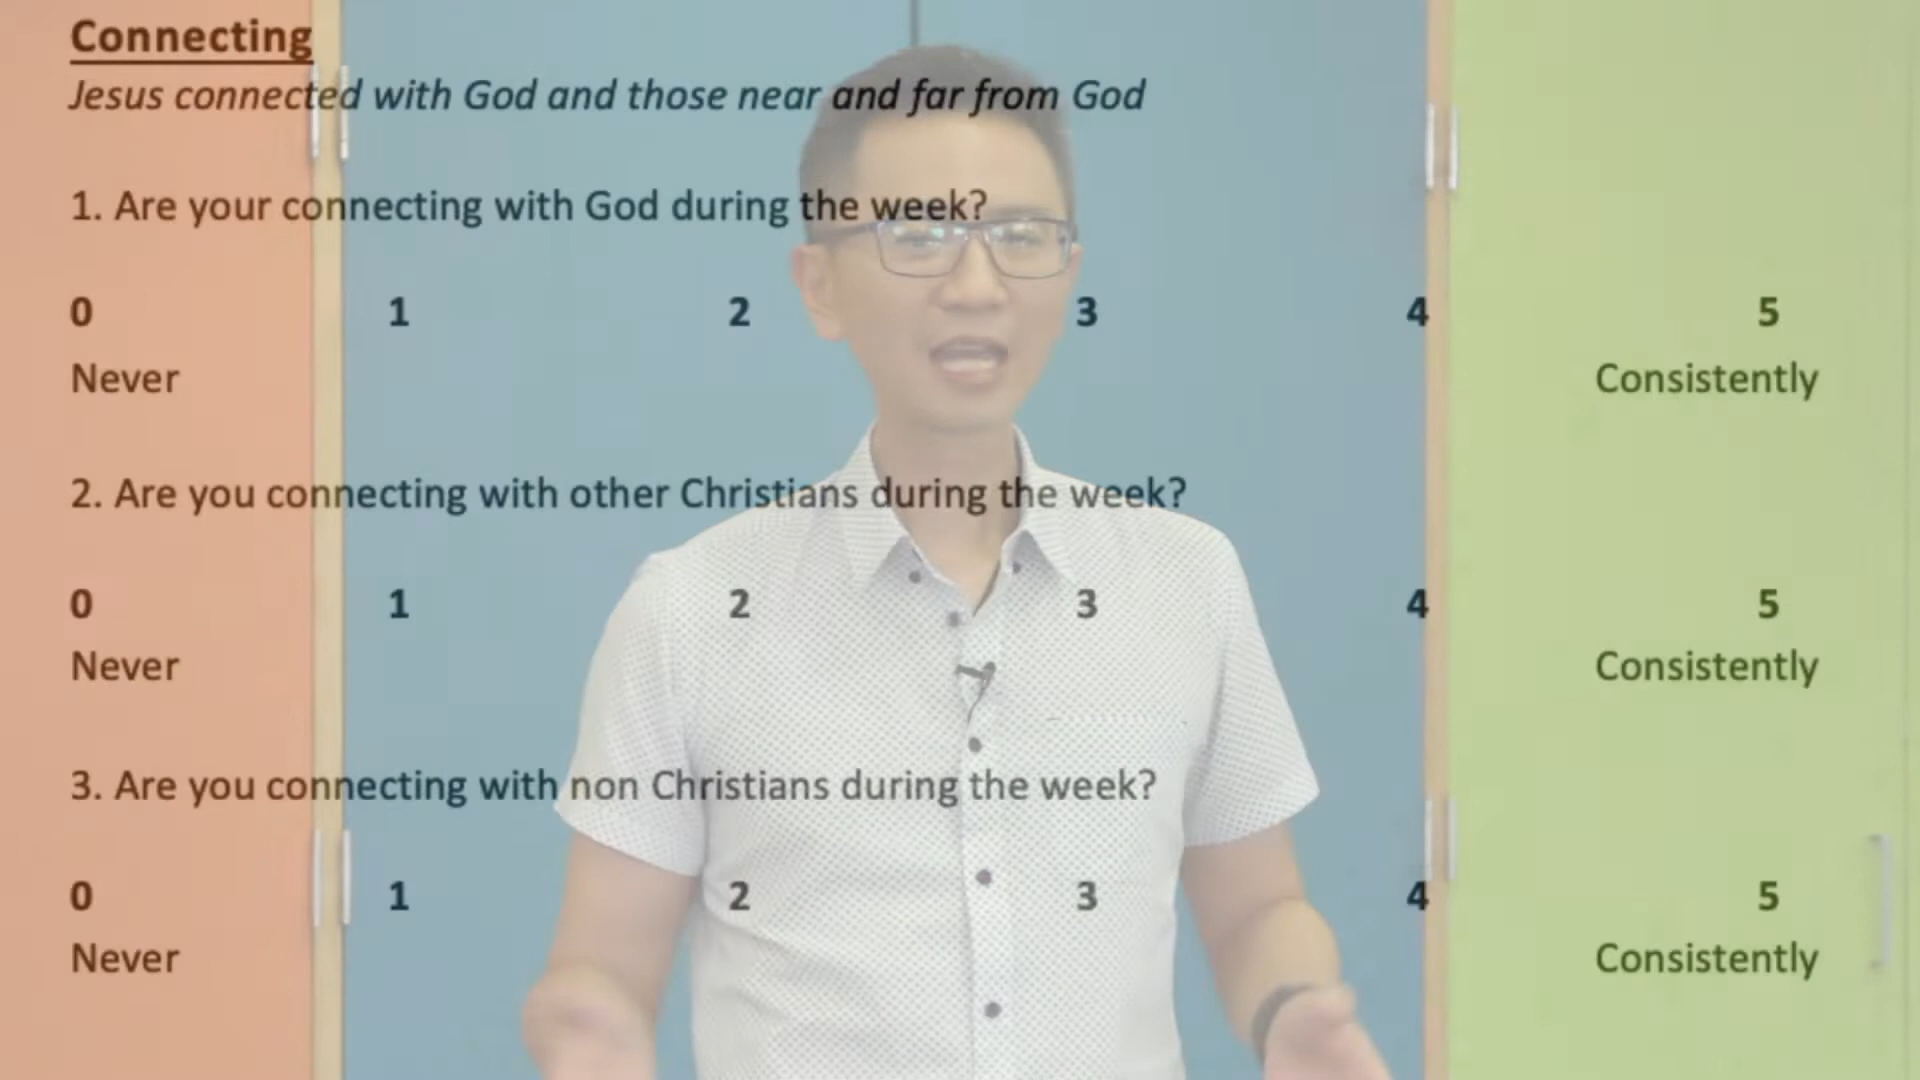 Connecting
Jesus connected with God and those near and far from God
1. Are your connecting with God during the week?
0 1 2 3 4 5
Never Consistently
2. Are you connecting with other Christians during the week?
0 1 2 3 4 5
Never Consistently
3. Are you connecting with non Christians during the week?
0 1 2 3 4 5
Never Consistently